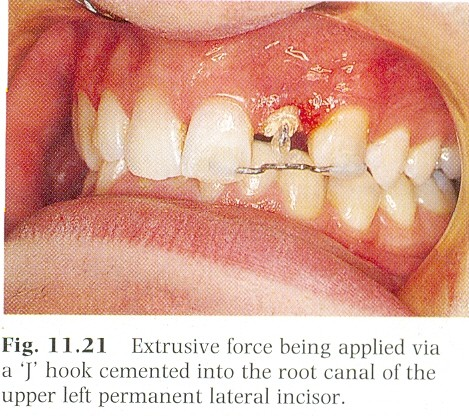 Fig. 11.21 Extrusive force being applied via
a ‘J’ hook cemented into the root canal of the
upper left permanent lateral incisor.